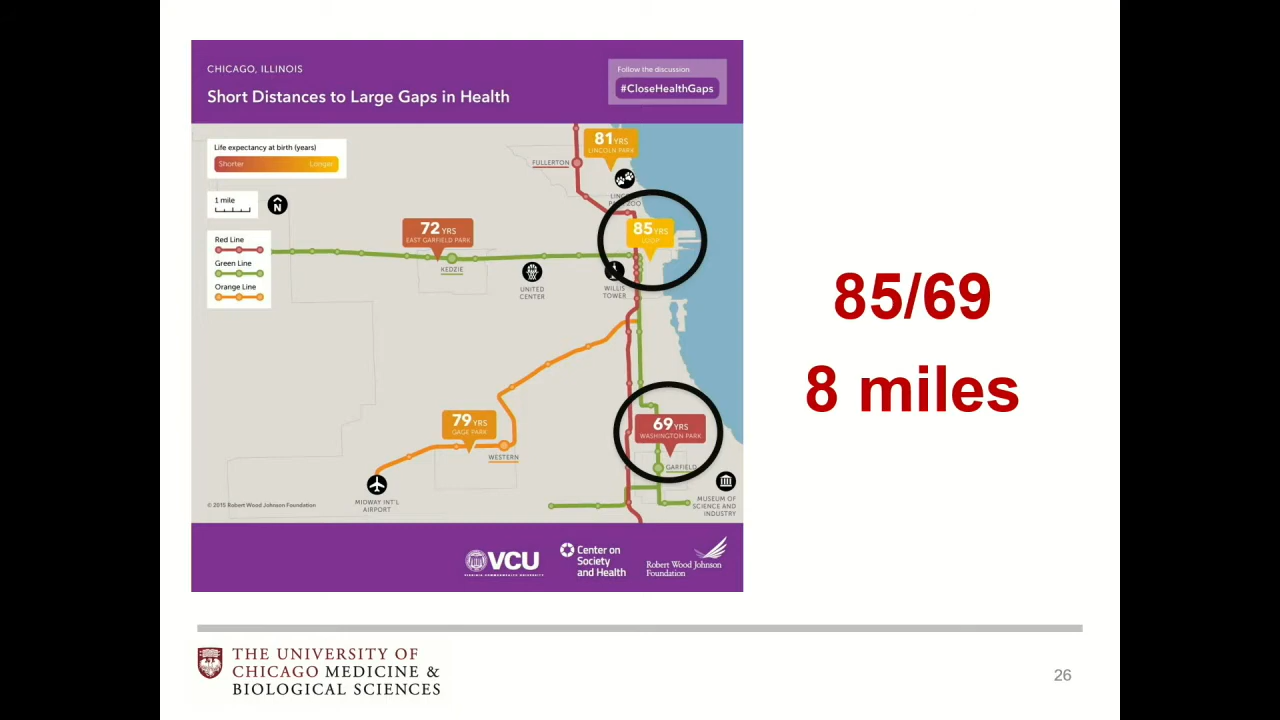 CHICAGO, ILLINOIS
Short Distances to Large Gaps in Health
Follow the discussion
#CloseHealthGaps
Life expectancy at birth (years)
Shorter Longer
1 mile
N
Red Line
Green Line
Orange Line
81 YRS
LINCOLN PARK
FULLERTON
LINCOLN
PARK ZOO
85 YRS
LOOP
72 YRS
EAST GARFIELD PARK
KEDZIE
UNITED
CENTER
WILLIS
TOWER
79 YRS
GAGE PARK
WESTERN
69 YRS
WASHINGTON PARK
GARFIELD
MIDWAY INT'L
AIRPORT
MUSEUM OF
SCIENCE AND
INDUSTRY
© 2015 Robert Wood Johnson Foundation
VCU
VIRGINIA COMMONWEALTH UNIVERSITY
Center on
Society
and Health
Robert Wood Johnson
Foundation
85/69
8 miles
THE UNIVERSITY OF
CHICAGO MEDICINE &
BIOLOGICAL SCIENCES
26